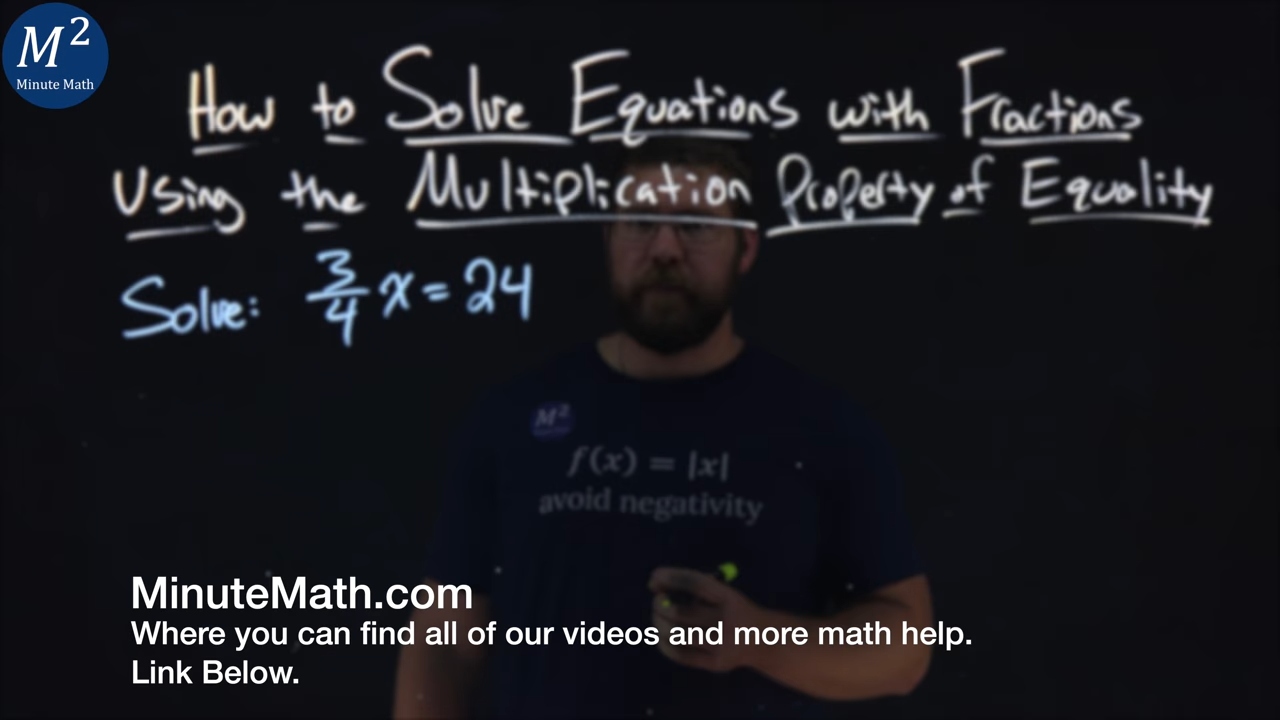 M²
Minute Math
How to Solve Equations with Fractions
Using the Multiplication Property of Equality
Solve: 3/4 x = 24
M²
f(x) = |x|
avoid negativity
MinuteMath.com
Where you can find all of our videos and more math help.
Link Below.